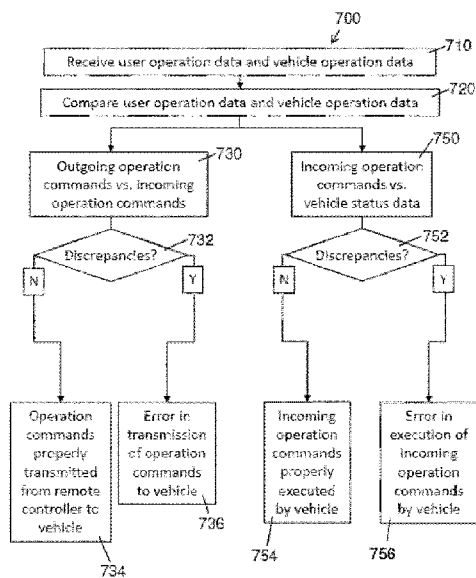 700
Receive user operation data and vehicle operation data
710
Compare user operation data and vehicle operation data
720
Outgoing operation
commands vs. incoming
operation commands
730
Incoming operation
commands vs.
vehicle status data
750
Discrepancies?
732
Discrepancies?
752
N
Y
N
Y
Operation
commands
properly
transmitted
from remote
controller to
vehicle
734
Error in
transmission
of operation
commands
to vehicle
736
Incoming
operation
commands
properly
executed
by vehicle
754
Error in
execution of
incoming
operation
commands
by vehicle
756